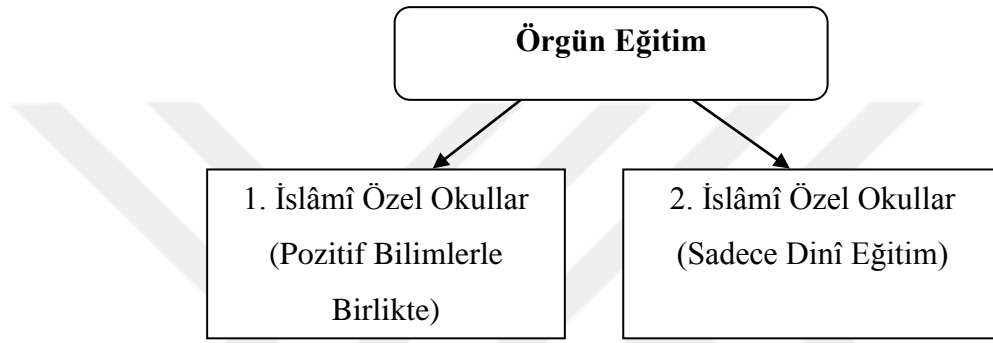 Örgün Eğitim
1. İslâmî Özel Okullar
(Pozitif Bilimlerle
Birlikte)
2. İslâmî Özel Okullar
(Sadece Dinî Eğitim)